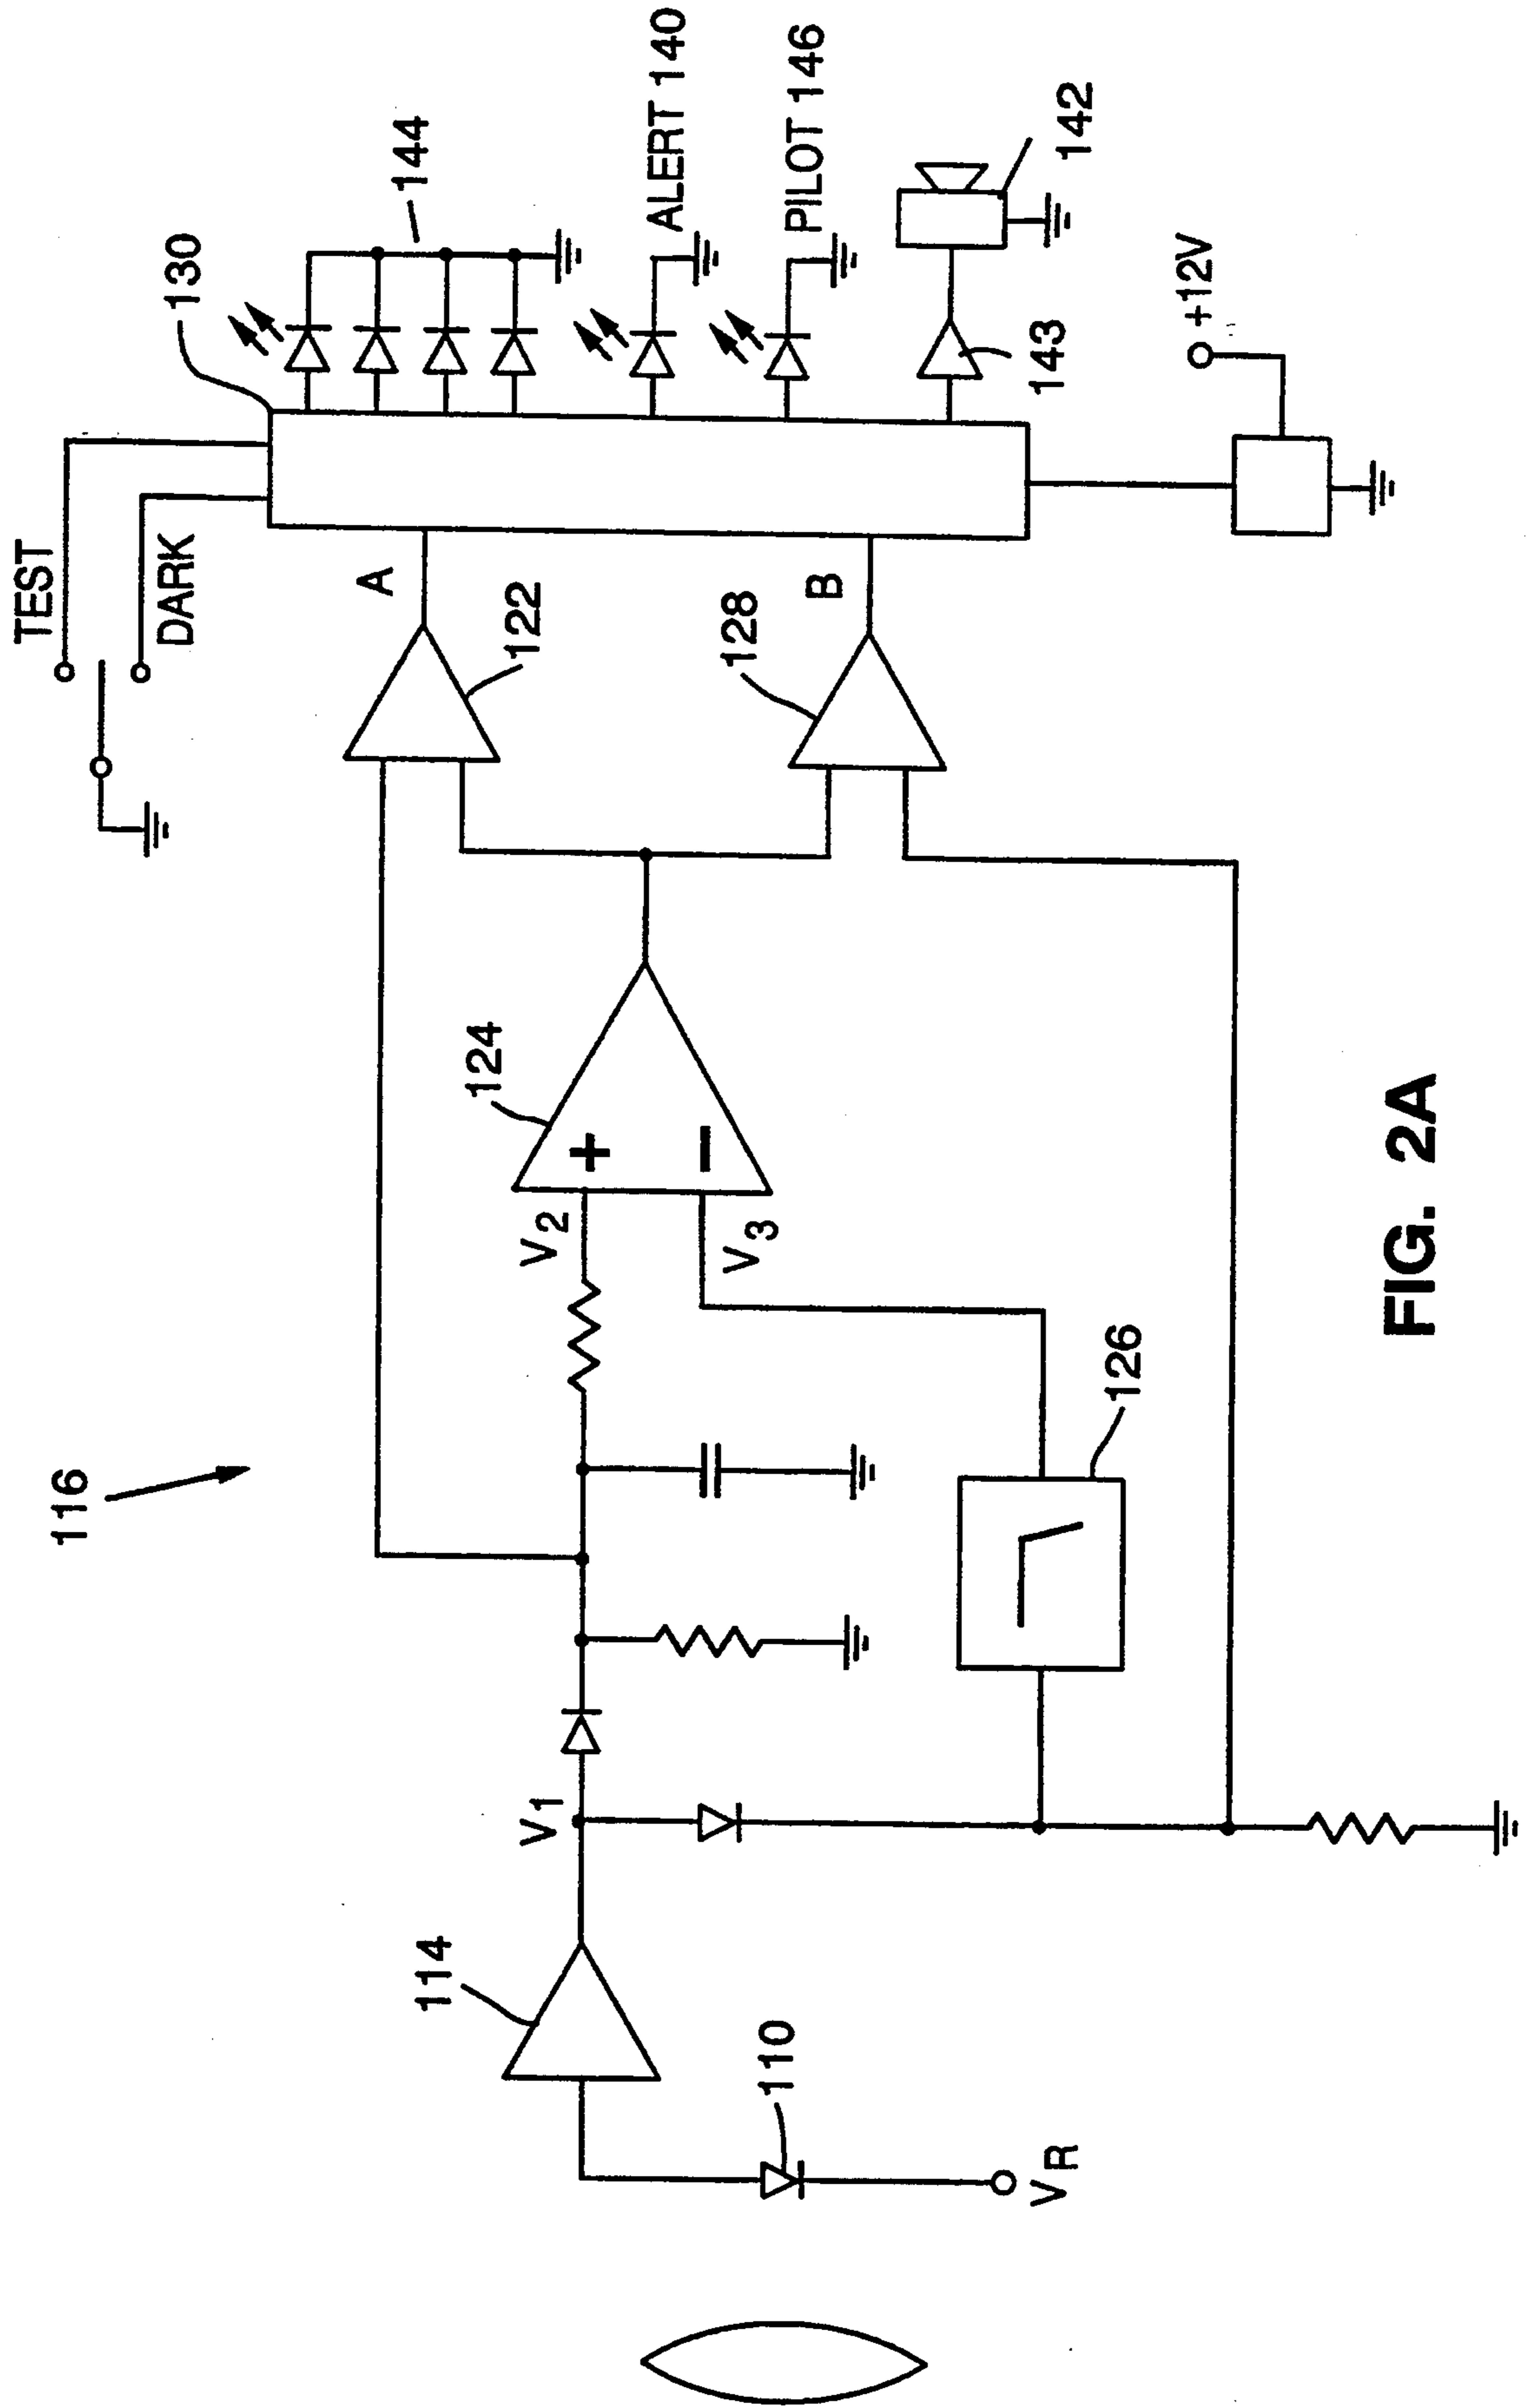 116
TEST
DARK
130
144
ALERT 140
PILOT 146
142
143
+12V
A
122
B
128
124
+
−
V2
V3
126
V1
114
110
VR
FIG. 2A